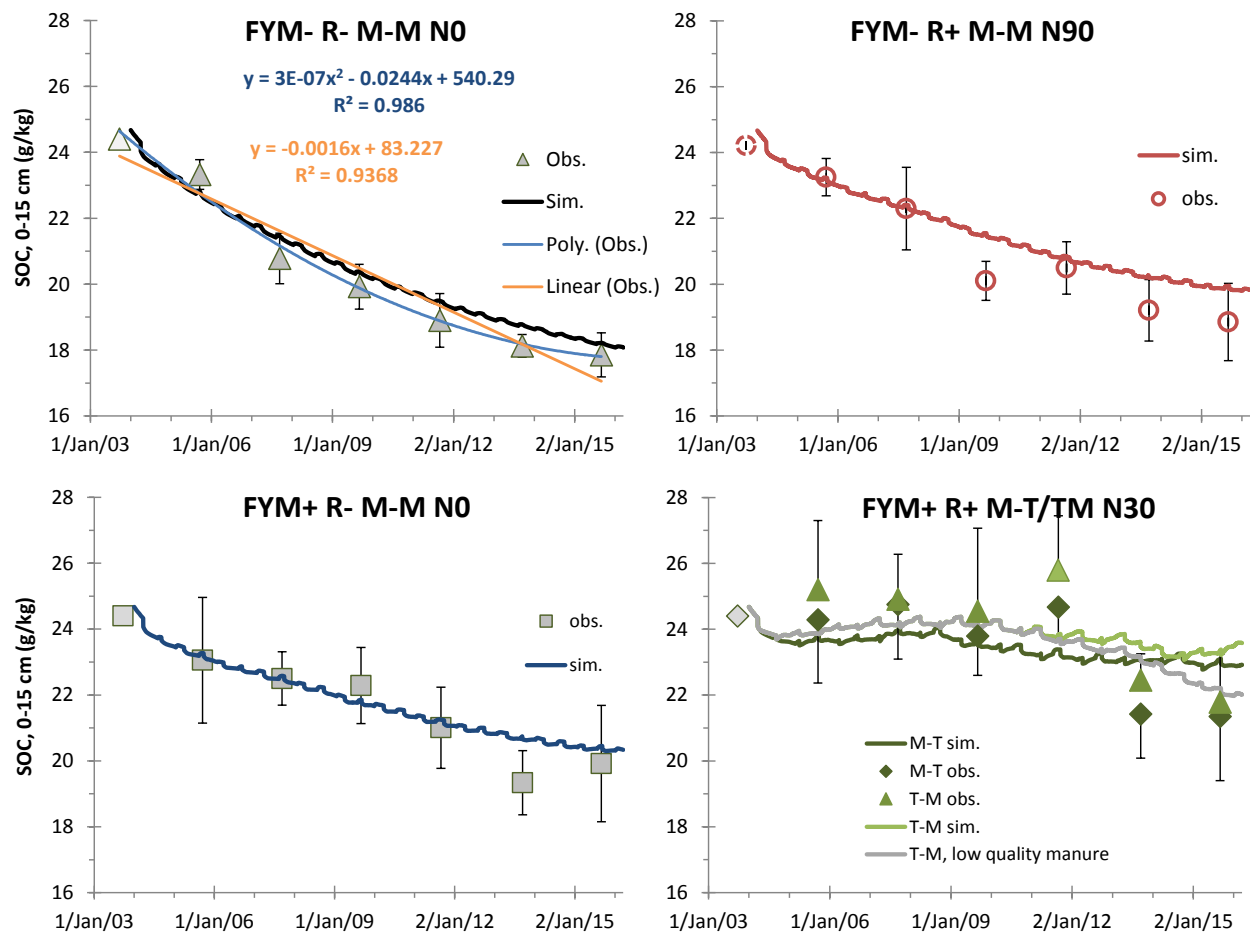 FYM- R- M-M N0
y = 3E-07x² - 0.0244x + 540.29
R² = 0.986
y = -0.0016x + 83.227
R² = 0.9368
Obs.
Sim.
Poly. (Obs.)
Linear (Obs.)
SOC, 0-15 cm (g/kg)
28
26
24
22
20
18
16
1/Jan/03 1/Jan/06 1/Jan/09 2/Jan/12 2/Jan/15
FYM- R+ M-M N90
sim.
obs.
28
26
24
22
20
18
16
1/Jan/03 1/Jan/06 1/Jan/09 2/Jan/12 2/Jan/15
FYM+ R- M-M N0
obs.
sim.
SOC, 0-15 cm (g/kg)
28
26
24
22
20
18
16
1/Jan/03 1/Jan/06 1/Jan/09 2/Jan/12 2/Jan/15
FYM+ R+ M-T/TM N30
M-T sim.
M-T obs.
T-M obs.
T-M sim.
T-M, low quality manure
28
26
24
22
20
18
16
1/Jan/03 1/Jan/06 1/Jan/09 2/Jan/12 2/Jan/15